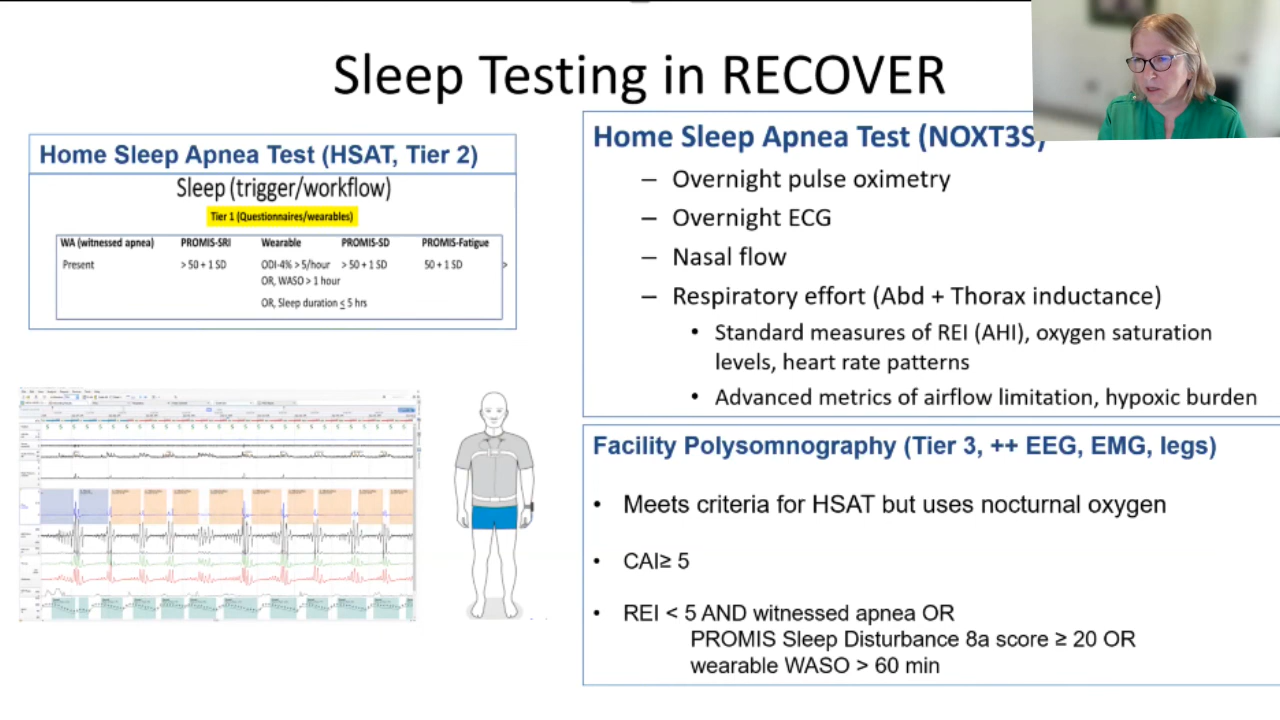 Sleep Testing in RECOVER
Home Sleep Apnea Test (HSAT, Tier 2)
Sleep (trigger/workflow)
Tier 1 (Questionnaires/wearables)
WA (witnessed apnea) PROMIS-SRI Wearable PROMIS-SD PROMIS-Fatigue
Present > 50 + 1 SD ODI-4% > 5/hour > 50 + 1 SD 50 + 1 SD >
OR, WASO > 1 hour
OR, Sleep duration ≤ 5 hrs
Home Sleep Apnea Test (NOXT3S)
– Overnight pulse oximetry
– Overnight ECG
– Nasal flow
– Respiratory effort (Abd + Thorax inductance)
• Standard measures of REI (AHI), oxygen saturation
levels, heart rate patterns
• Advanced metrics of airflow limitation, hypoxic burden
Facility Polysomnography (Tier 3, ++ EEG, EMG, legs)
• Meets criteria for HSAT but uses nocturnal oxygen
• CAI≥ 5
• REI < 5 AND witnessed apnea OR
PROMIS Sleep Disturbance 8a score ≥ 20 OR
wearable WASO > 60 min